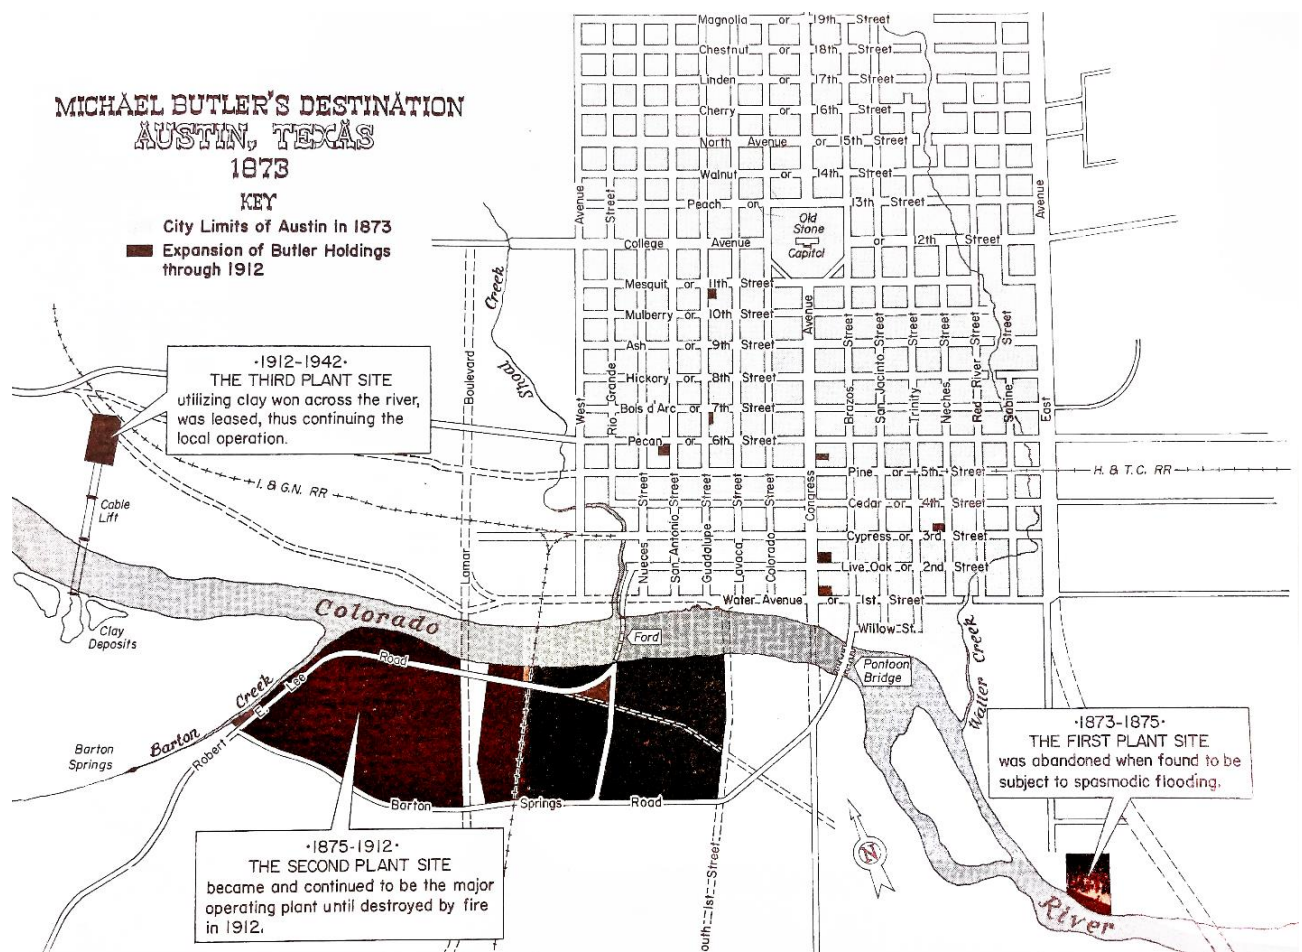 MICHAEL BUTLER'S DESTINATION
AUSTIN, TEXAS
1873
KEY
City Limits of Austin in 1873
Expansion of Butler Holdings
through 1912
Magnolia or 19th Street
Chestnut or 18th Street
Linden or 17th Street
Cherry or 16th Street
North Avenue or 15th Street
Walnut or 14th Street
Peach or 13th Street
Old
Stone
Capitol
College Avenue or 12th Street
Mesquit or 11th Street
Mulberry or 10th Street
Ash or 9th Street
Hickory or 8th Street
Bois d'Arc or 7th Street
Pecan or 6th Street
Pine or 5th Street
H. & T.C. RR
Cedar or 4th Street
Cypress or 3rd Street
Live Oak or 2nd Street
Water Avenue or 1st. Street
Willow St.
West Avenue
Rio Grande Street
Nueces Street
San Antonio Street
Guadalupe Street
Lavaca Street
Colorado
Congress Avenue
Brazos Street
San Jacinto Street
Trinity Street
Neches Street
Red River Street
Sabine Street
East Avenue
Shoal Creek
Lamar Boulevard
·1912-1942·
THE THIRD PLANT SITE
utilizing clay won across the river,
was leased, thus continuing the
local operation.
I. & G.N. RR
Cable
Lift
Clay
Deposits
Colorado
Ford
Pontoon
Bridge
Waller Creek
Barton Creek
Robert E. Lee Road
Barton
Springs
Barton Springs Road
·1873-1875·
THE FIRST PLANT SITE
was abandoned when found to be
subject to spasmodic flooding.
·1875-1912·
THE SECOND PLANT SITE
became and continued to be the major
operating plant until destroyed by fire
in 1912.
outh 1st Street
N
River